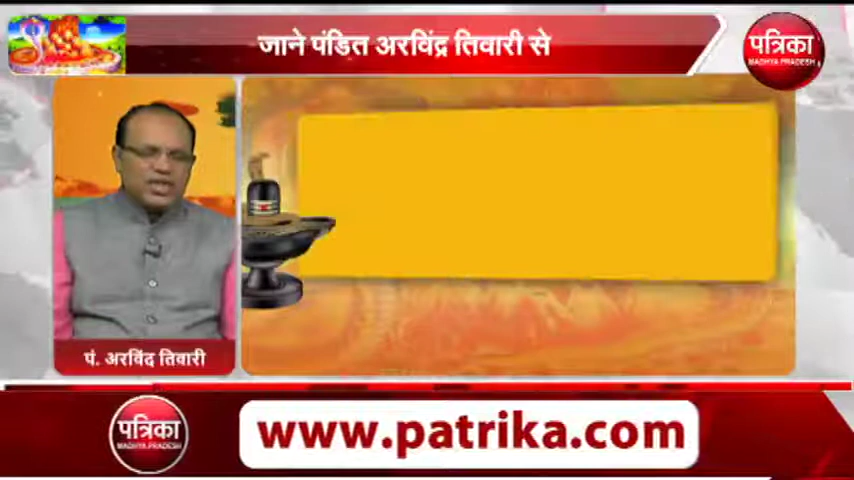 जाने पंडित अरविंद्र तिवारी से
पत्रिका
MADHYA PRADESH
पं. अरविंद तिवारी
पत्रिका
MADHYA PRADESH
www.patrika.com